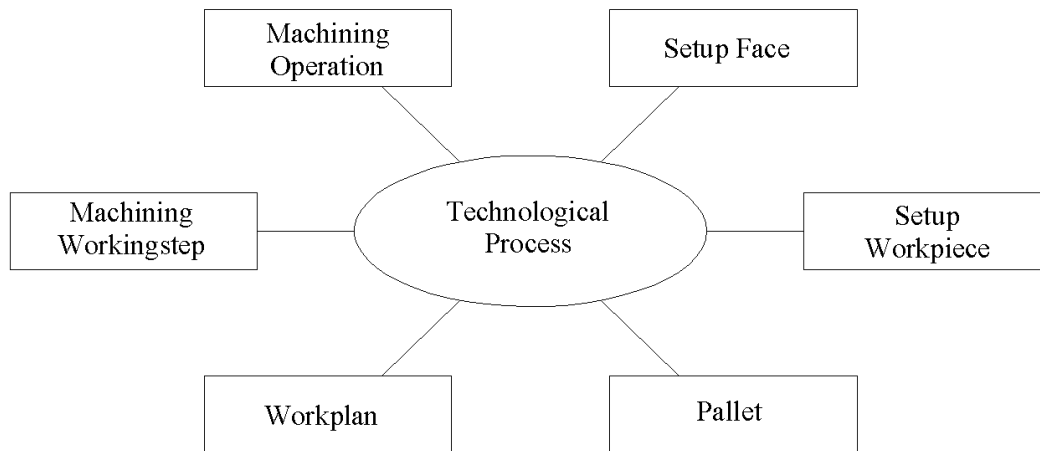 Machining
Operation
Setup Face
Machining
Workingstep
Technological
Process
Setup
Workpiece
Workplan
Pallet